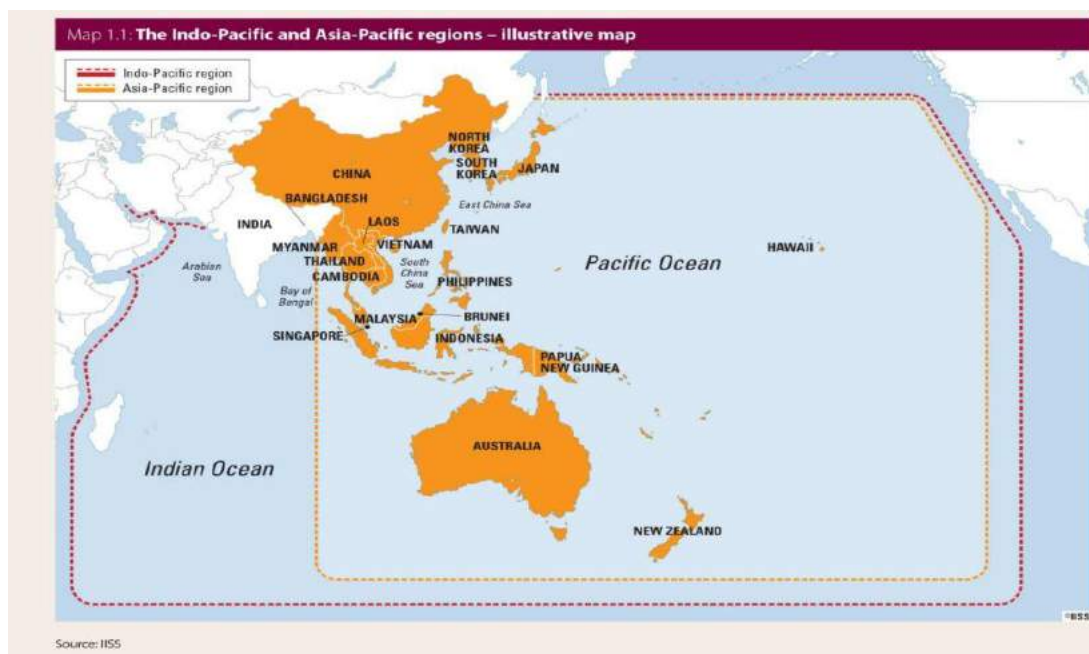 Map 1.1: The Indo-Pacific and Asia-Pacific regions – illustrative map
Indo-Pacific region
Asia-Pacific region
NORTH
KOREA
SOUTH
KOREA
JAPAN
CHINA
BANGLADESH
East China Sea
INDIA
LAOS
TAIWAN
MYANMAR
VIETNAM
HAWAII
THAILAND
Arabian
Sea
South
China
Sea
Pacific Ocean
CAMBODIA
PHILIPPINES
Bay of
Bengal
MALAYSIA
BRUNEI
SINGAPORE
INDONESIA
PAPUA
NEW GUINEA
AUSTRALIA
Indian Ocean
NEW ZEALAND
©IISS
Source: IISS